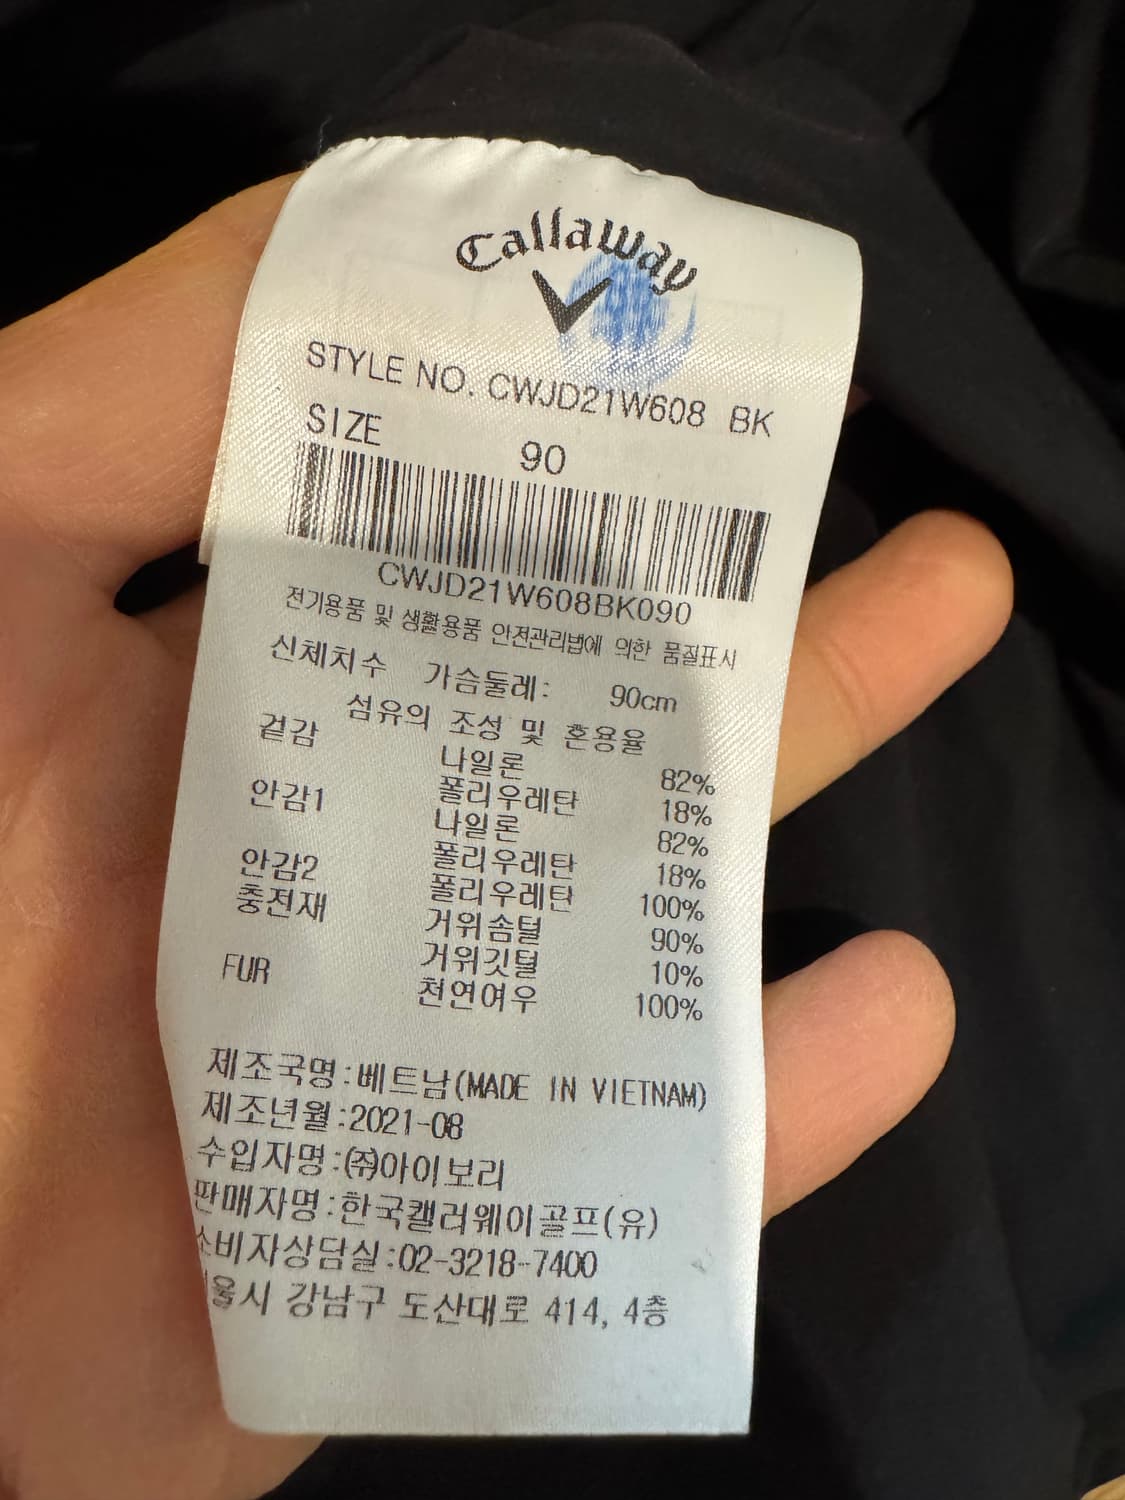 Callaway
STYLE NO. CWJD21W608 BK
SIZE 90
CWJD21W608BK090
전기용품 및 생활용품 안전관리법에 의한 품질표시
신체치수 가슴둘레: 90cm
섬유의 조성 및 혼용율
겉감 나일론 82%
폴리우레탄 18%
안감1 나일론 82%
폴리우레탄 18%
안감2 폴리우레탄 100%
충전재 거위솜털 90%
거위깃털 10%
FUR 천연여우 100%
제조국명:베트남(MADE IN VIETNAM)
제조년월:2021-08
수입자명:㈜아이보리
판매자명:한국캘러웨이골프(유)
소비자상담실:02-3218-7400
서울시 강남구 도산대로 414, 4층